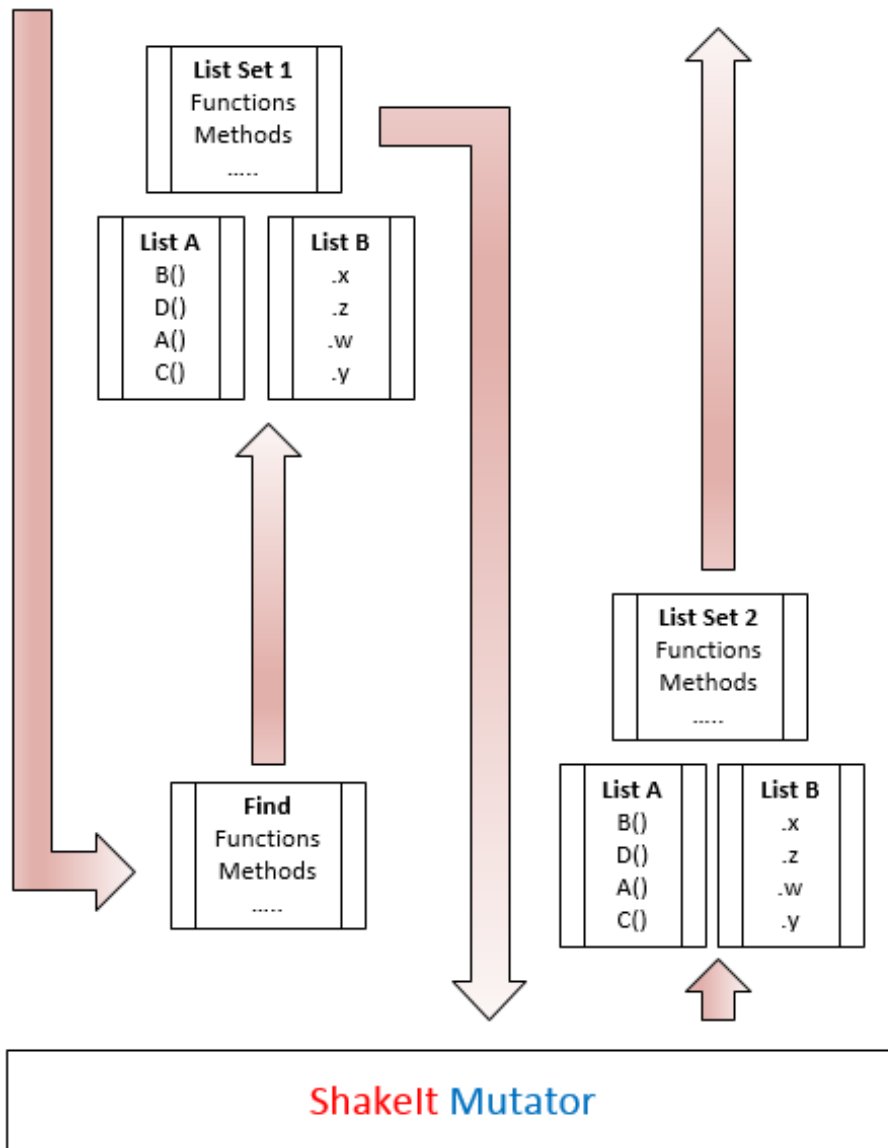 List Set 1
Functions
Methods
.....
List A
B()
D()
A()
C()
List B
.x
.z
.w
.y
Find
Functions
Methods
.....
List Set 2
Functions
Methods
.....
List A
B()
D()
A()
C()
List B
.x
.z
.w
.y
ShakeIt Mutator